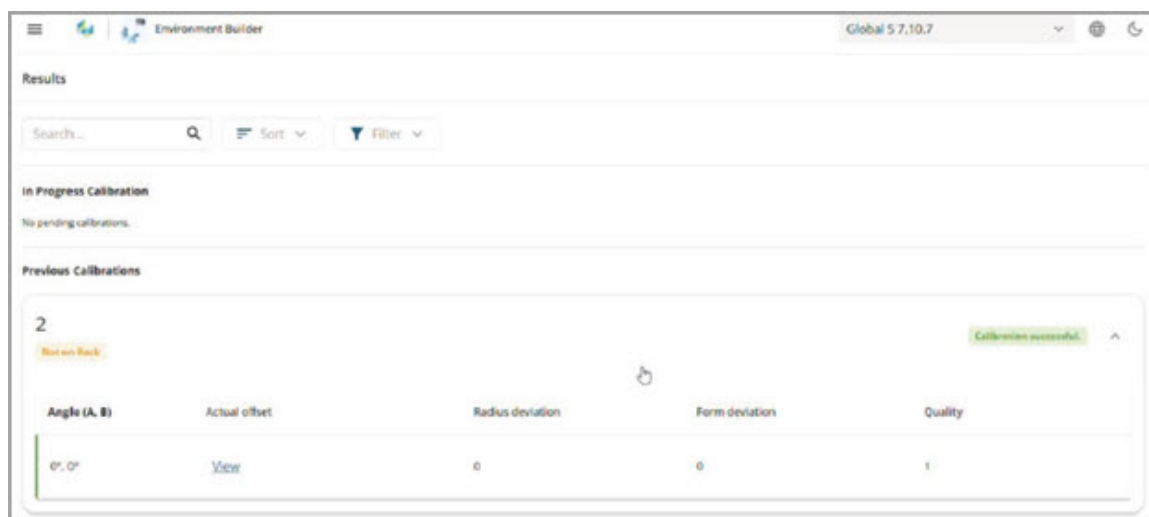 Environment Builder
Global S 7.10.7
Results
Search...
Sort
Filter
In Progress Calibration
No pending calibrations.
Previous Calibrations
2
Not on Rack
Calibration successful.
Angle (A, B) Actual offset Radius deviation Form deviation Quality
0°, 0° View 0 0 1